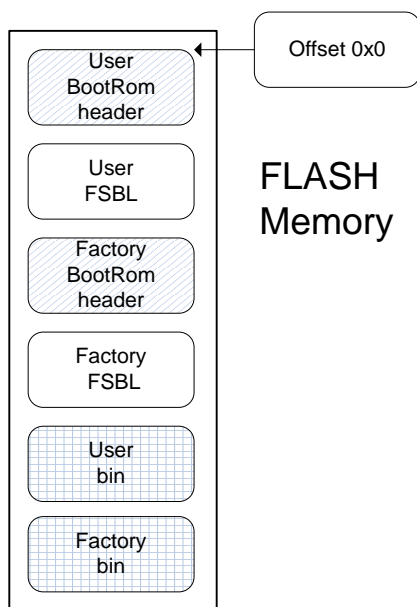 User
BootRom
header
Offset 0x0
User
FSBL
FLASH
Memory
Factory
BootRom
header
Factory
FSBL
User
bin
Factory
bin